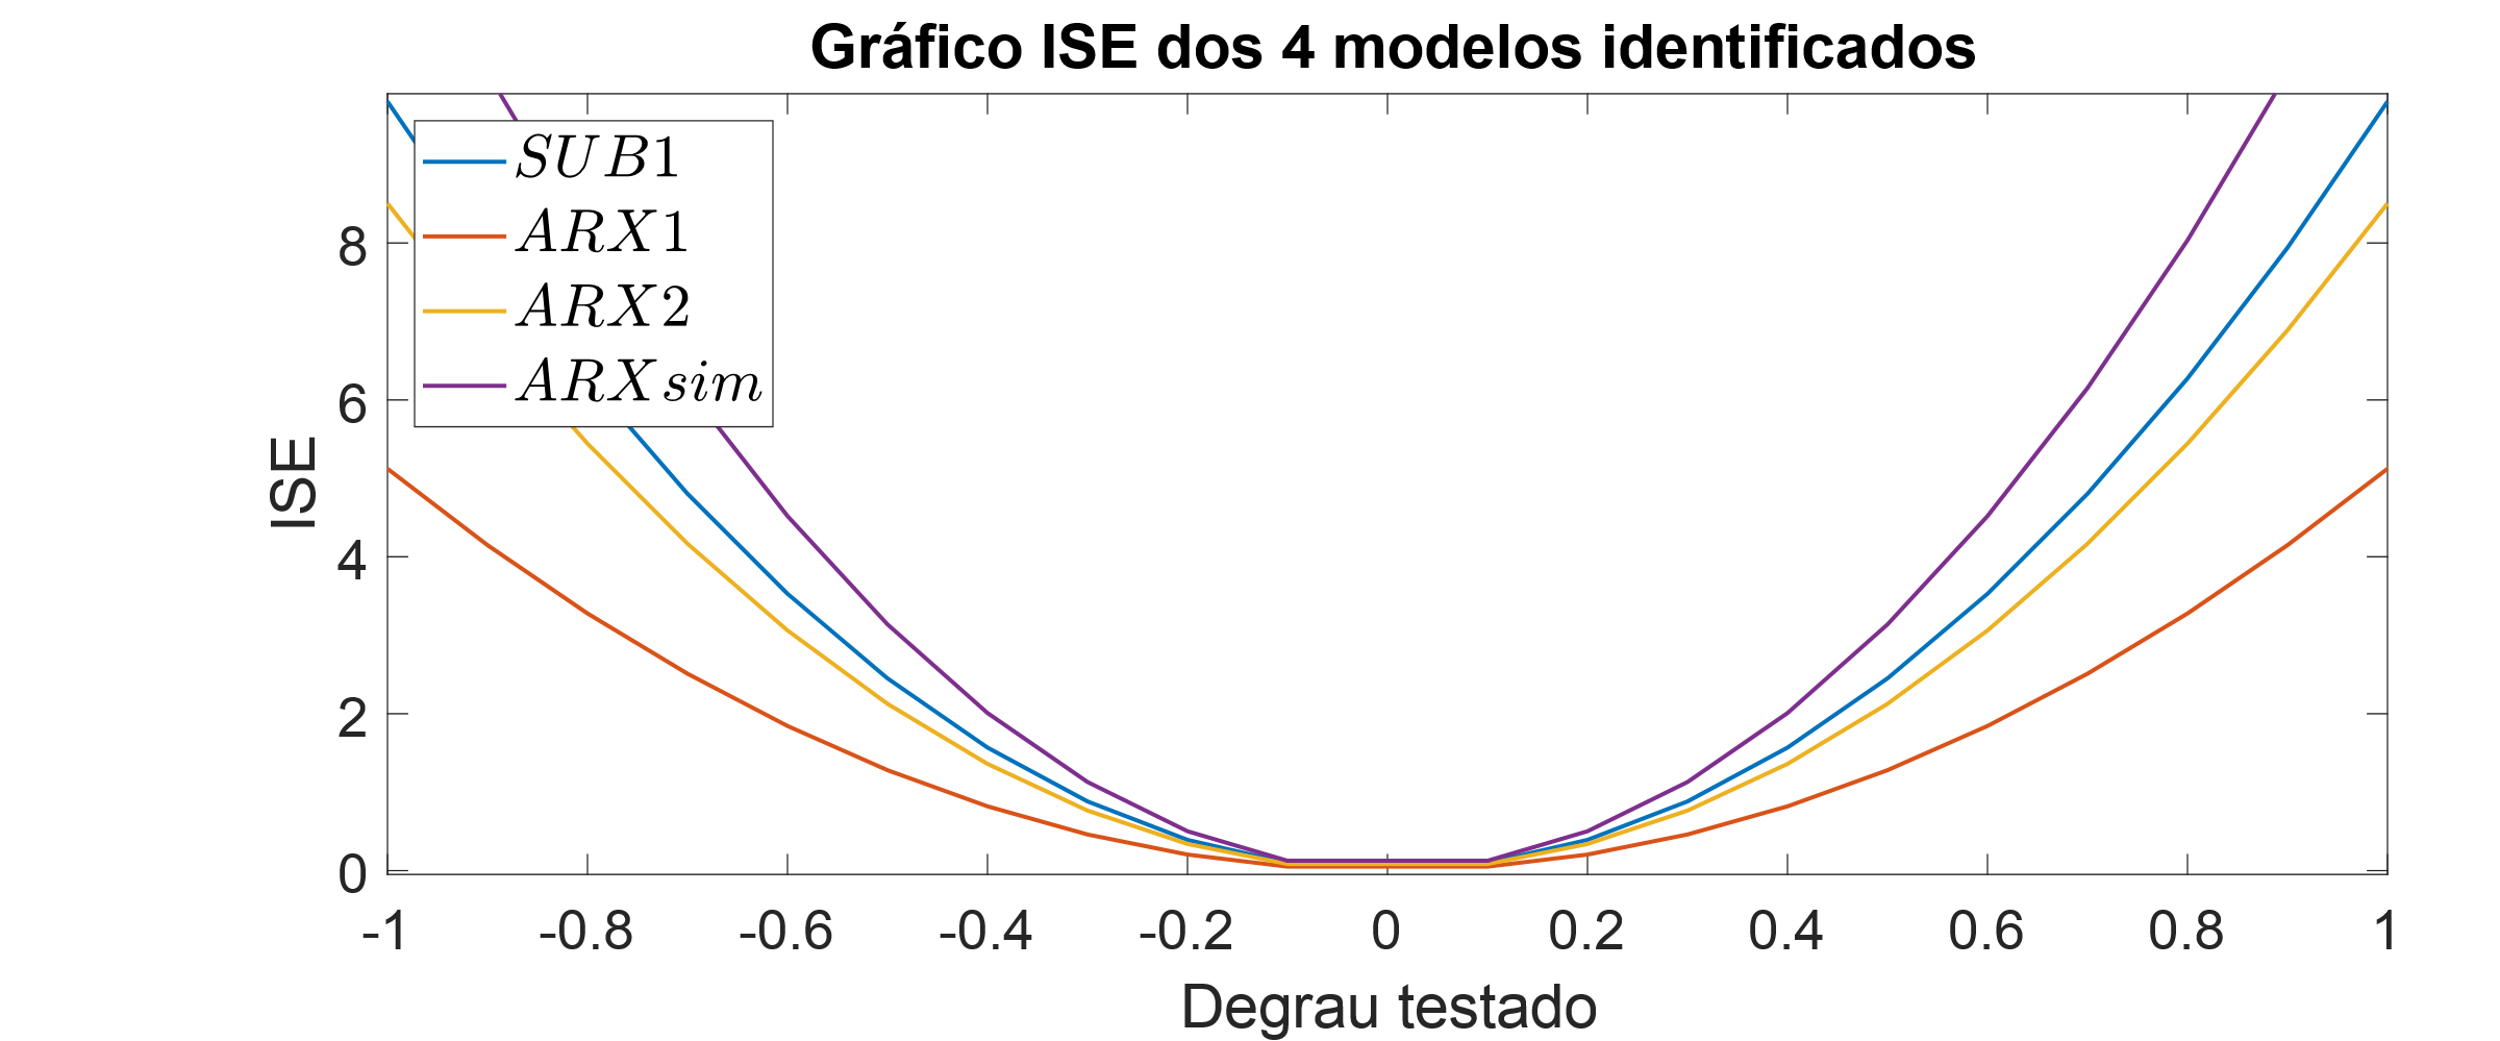 Gráfico ISE dos 4 modelos identificados
SUB1
ARX1
ARX2
ARXsim
8
6
4
2
0
ISE
-1 -0.8 -0.6 -0.4 -0.2 0 0.2 0.4 0.6 0.8 1
Degrau testado